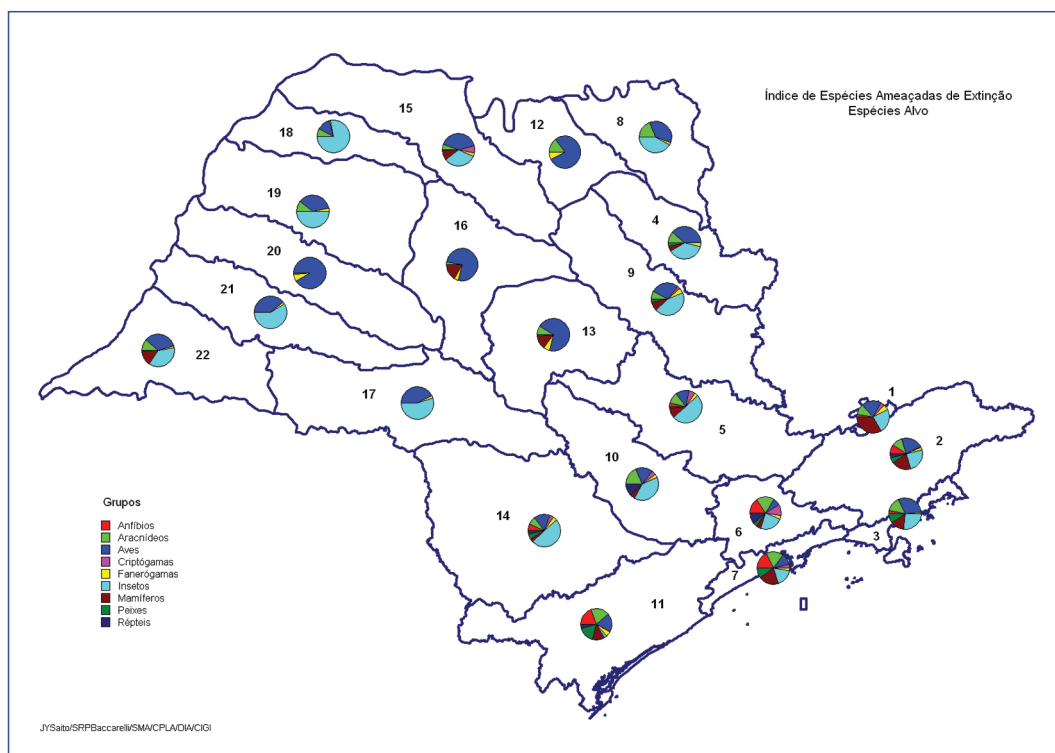 Índice de Espécies Ameaçadas de Extinção
Espécies Alvo
15
12
8
18
19
4
16
20
9
21
13
22
1
17
5
2
10
14
6
3
7
11
Grupos
Anfíbios
Aracnídeos
Aves
Criptógamas
Fanerógamas
Insetos
Mamíferos
Peixes
Répteis
JYSaito/SRPBaccarelli/SMA/CPLA/DIA/CIGI